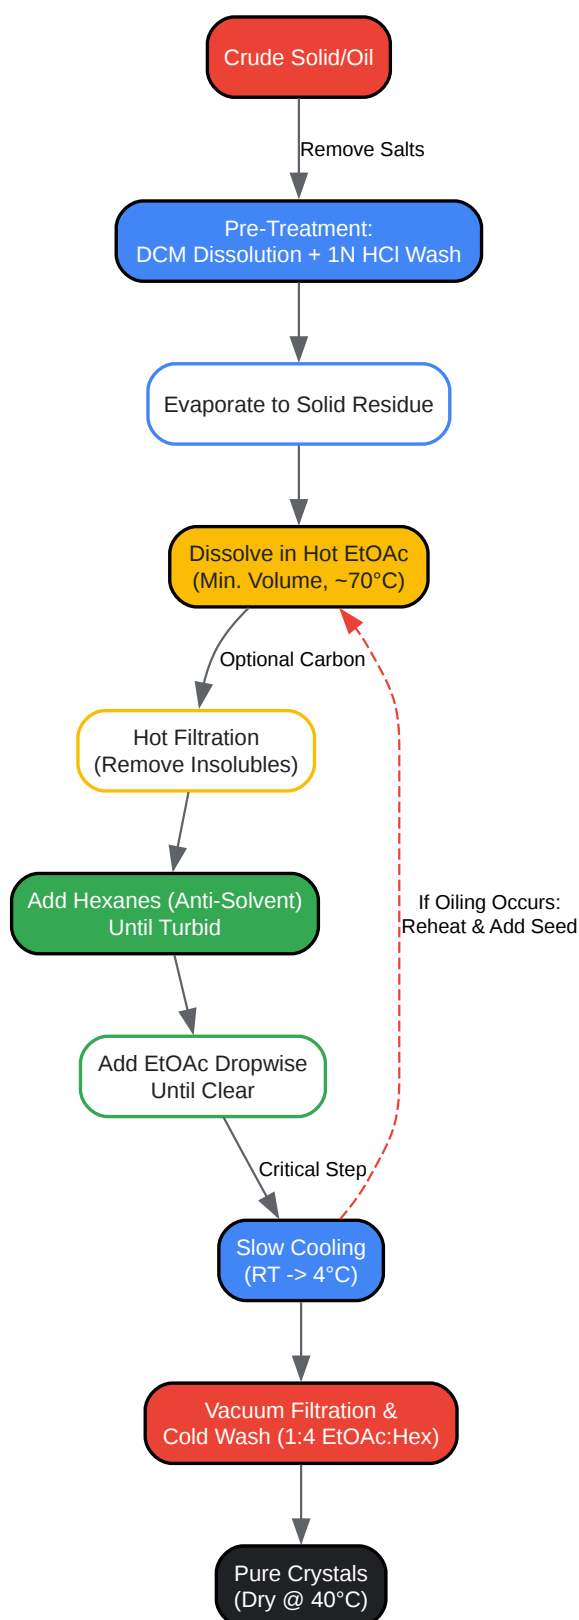 Crude Solid/Oil
Remove Salts
Pre-Treatment:
DCM Dissolution + 1N HCl Wash
Evaporate to Solid Residue
Dissolve in Hot EtOAc
(Min. Volume, ~70°C)
Optional Carbon
Hot Filtration
(Remove Insolubles)
Add Hexanes (Anti-Solvent)
Until Turbid
If Oiling Occurs:
Reheat & Add Seed
Add EtOAc Dropwise
Until Clear
Critical Step
Slow Cooling
(RT -> 4°C)
Vacuum Filtration &
Cold Wash (1:4 EtOAc:Hex)
Pure Crystals
(Dry @ 40°C)